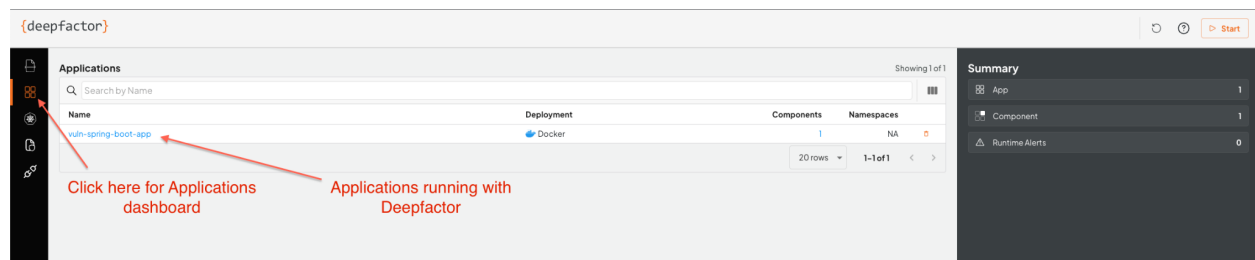 {deepfactor}
Start
Applications
Showing 1 of 1
Search by Name
Name Deployment Components Namespaces
vuln-spring-boot-app Docker 1 NA
20 rows 1-1 of 1
Click here for Applications
dashboard
Applications running with
Deepfactor
Summary
App 1
Component 1
Runtime Alerts 0